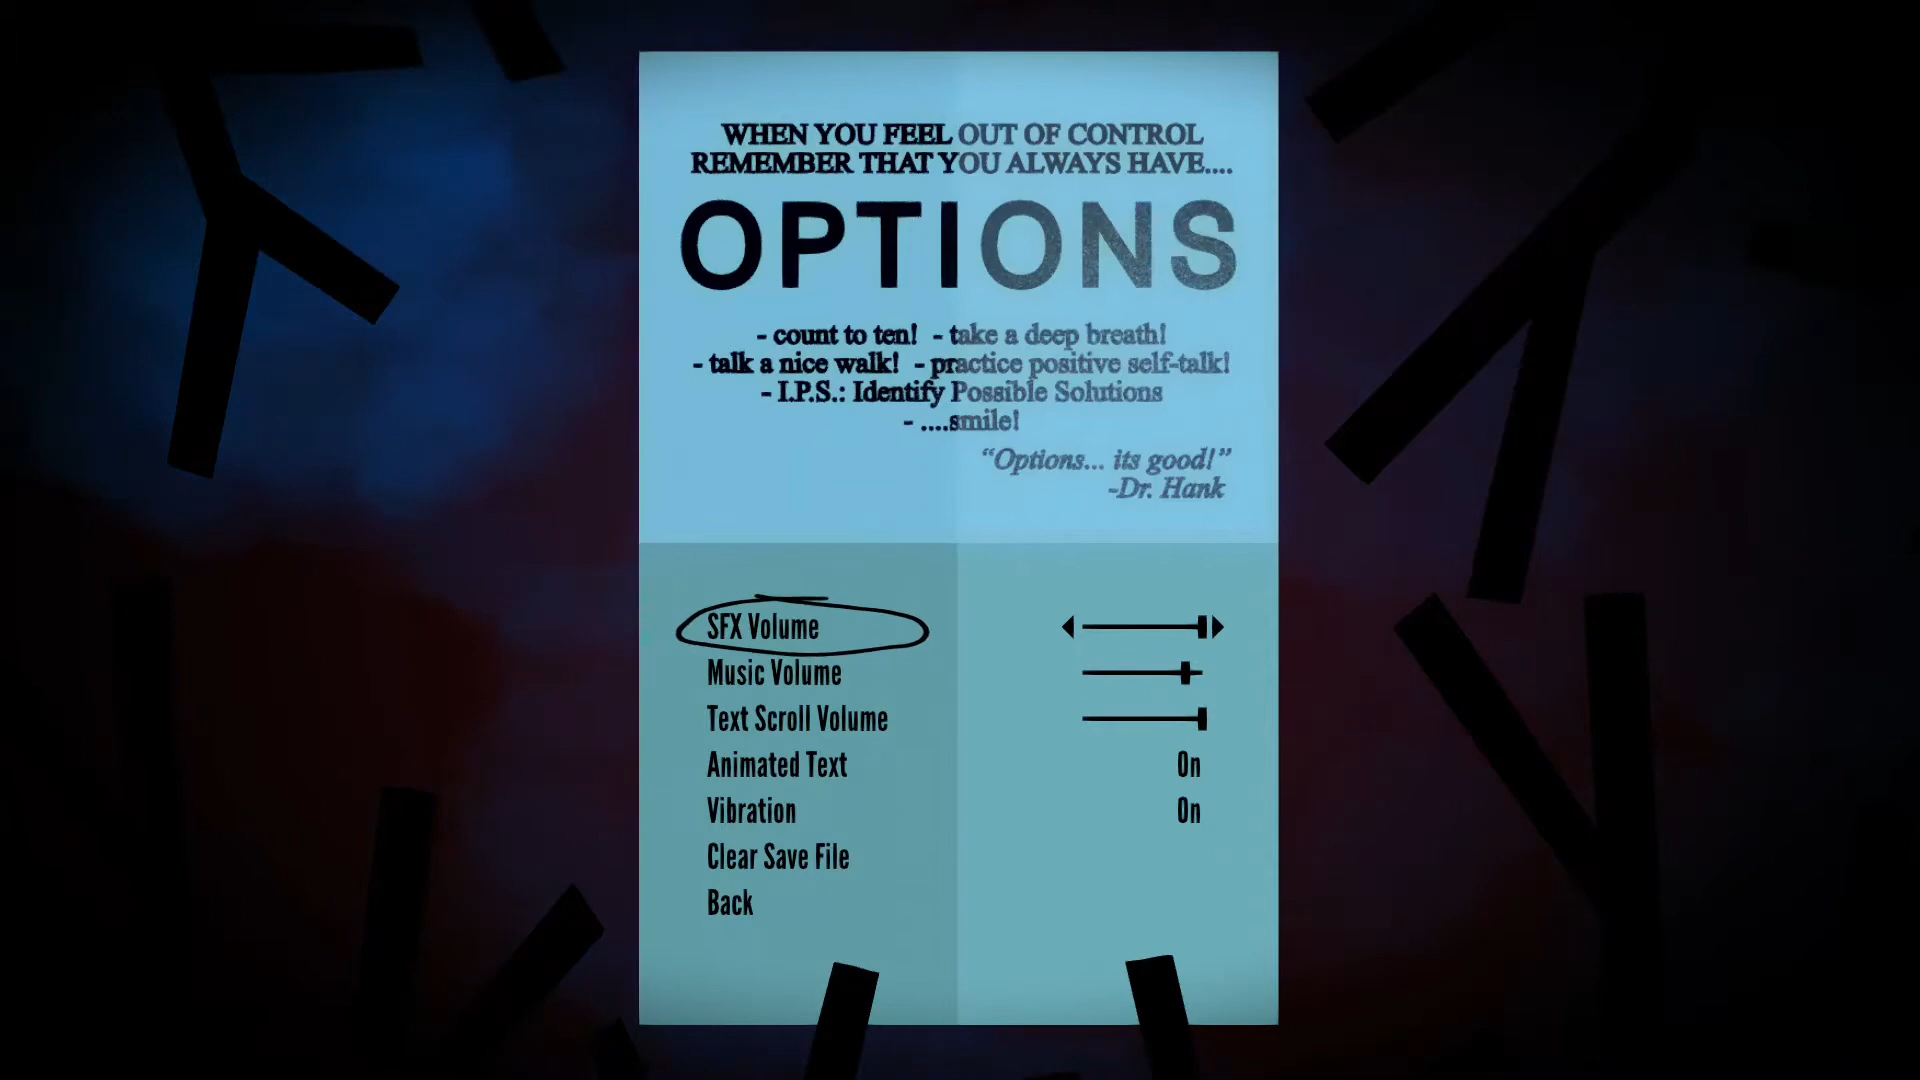 WHEN YOU FEEL OUT OF CONTROL
REMEMBER THAT YOU ALWAYS HAVE....
OPTIONS
- count to ten!  - take a deep breath!
- talk a nice walk!  - practice positive self-talk!
- I.P.S.: Identify Possible Solutions
- ....smile!
“Options... its good!”
-Dr. Hank
SFX Volume
Music Volume
Text Scroll Volume
Animated Text On
Vibration On
Clear Save File
Back